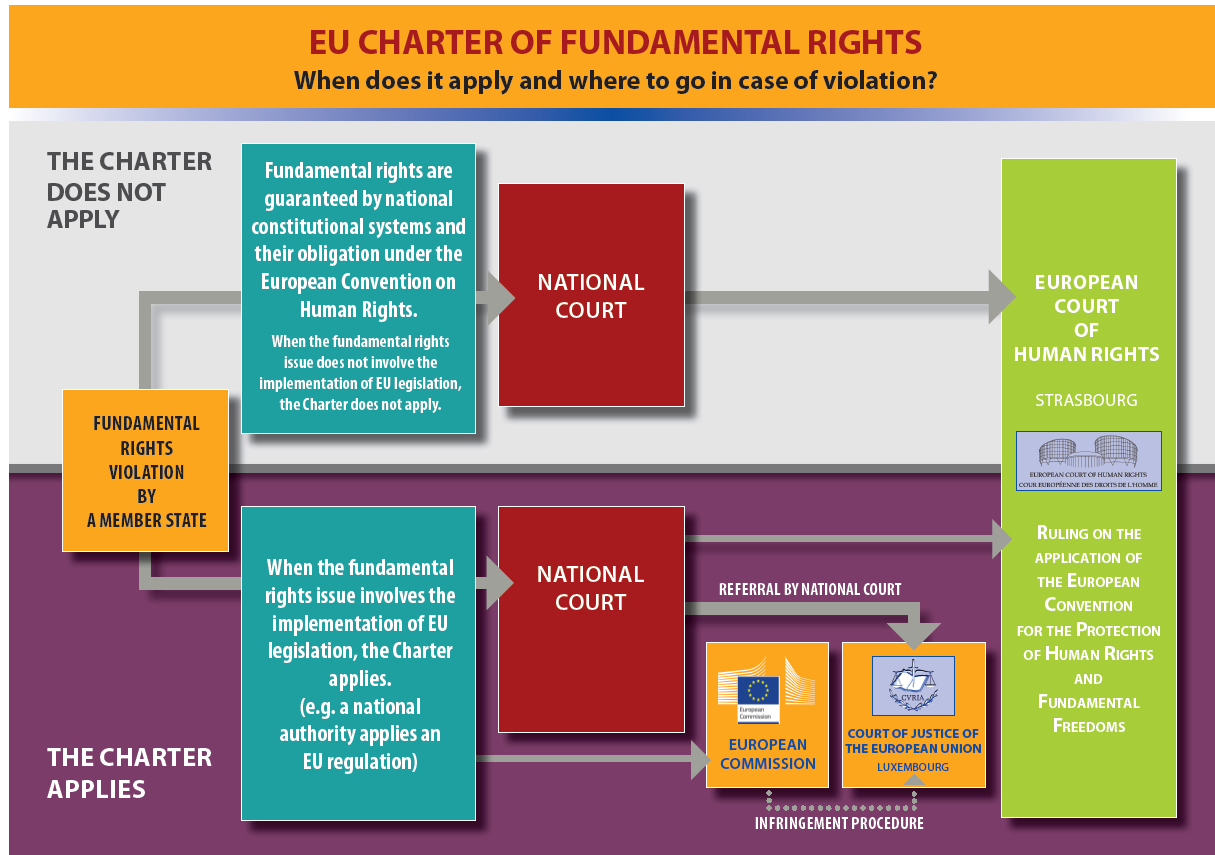 EU CHARTER OF FUNDAMENTAL RIGHTS
When does it apply and where to go in case of violation?
THE CHARTER
DOES NOT
APPLY
Fundamental rights are
guaranteed by national
constitutional systems and
their obligation under the
European Convention on
Human Rights.
When the fundamental rights
issue does not involve the
implementation of EU legislation,
the Charter does not apply.
NATIONAL
COURT
EUROPEAN
COURT
OF
HUMAN RIGHTS
STRASBOURG
EUROPEAN COURT OF HUMAN RIGHTS
COUR EUROPÉENNE DES DROITS DE L'HOMME
RULING ON THE
APPLICATION OF
THE EUROPEAN
CONVENTION
FOR THE PROTECTION
OF HUMAN RIGHTS
AND
FUNDAMENTAL
FREEDOMS
FUNDAMENTAL
RIGHTS
VIOLATION
BY
A MEMBER STATE
When the fundamental
rights issue involves the
implementation of EU
legislation, the Charter
applies.
(e.g. a national
authority applies an
EU regulation)
NATIONAL
COURT
REFERRAL BY NATIONAL COURT
European
Commission
EUROPEAN
COMMISSION
CVRIA
COURT OF JUSTICE OF
THE EUROPEAN UNION
LUXEMBOURG
INFRINGEMENT PROCEDURE
THE CHARTER
APPLIES